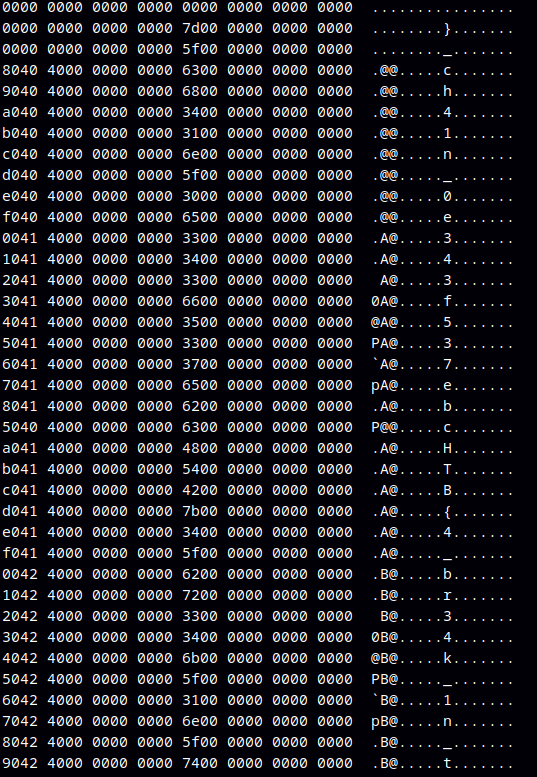 0000 0000 0000 0000 0000 0000 0000 0000  ................
0000 0000 0000 0000 7d00 0000 0000 0000  ........}.......
0000 0000 0000 0000 5f00 0000 0000 0000  ........_.......
8040 4000 0000 0000 6300 0000 0000 0000  .@@.....c.......
9040 4000 0000 0000 6800 0000 0000 0000  .@@.....h.......
a040 4000 0000 0000 3400 0000 0000 0000  .@@.....4.......
b040 4000 0000 0000 3100 0000 0000 0000  .@@.....1.......
c040 4000 0000 0000 6e00 0000 0000 0000  .@@.....n.......
d040 4000 0000 0000 5f00 0000 0000 0000  .@@....._.......
e040 4000 0000 0000 3000 0000 0000 0000  .@@.....0.......
f040 4000 0000 0000 6500 0000 0000 0000  .@@.....e.......
0041 4000 0000 0000 3300 0000 0000 0000  .A@.....3.......
1041 4000 0000 0000 3400 0000 0000 0000  .A@.....4.......
2041 4000 0000 0000 3300 0000 0000 0000   A@.....3.......
3041 4000 0000 0000 6600 0000 0000 0000  0A@.....f.......
4041 4000 0000 0000 3500 0000 0000 0000  @A@.....5.......
5041 4000 0000 0000 3300 0000 0000 0000  PA@.....3.......
6041 4000 0000 0000 3700 0000 0000 0000  `A@.....7.......
7041 4000 0000 0000 6500 0000 0000 0000  pA@.....e.......
8041 4000 0000 0000 6200 0000 0000 0000  .A@.....b.......
5040 4000 0000 0000 6300 0000 0000 0000  P@@.....c.......
a041 4000 0000 0000 4800 0000 0000 0000  .A@.....H.......
b041 4000 0000 0000 5400 0000 0000 0000  .A@.....T.......
c041 4000 0000 0000 4200 0000 0000 0000  .A@.....B.......
d041 4000 0000 0000 7b00 0000 0000 0000  .A@.....{.......
e041 4000 0000 0000 3400 0000 0000 0000  .A@.....4.......
f041 4000 0000 0000 5f00 0000 0000 0000  .A@....._.......
0042 4000 0000 0000 6200 0000 0000 0000  .B@.....b.......
1042 4000 0000 0000 7200 0000 0000 0000  .B@.....r.......
2042 4000 0000 0000 3300 0000 0000 0000   B@.....3.......
3042 4000 0000 0000 3400 0000 0000 0000  0B@.....4.......
4042 4000 0000 0000 6b00 0000 0000 0000  @B@.....k.......
5042 4000 0000 0000 5f00 0000 0000 0000  PB@....._.......
6042 4000 0000 0000 3100 0000 0000 0000  `B@.....1.......
7042 4000 0000 0000 6e00 0000 0000 0000  pB@.....n.......
8042 4000 0000 0000 5f00 0000 0000 0000  .B@....._.......
9042 4000 0000 0000 7400 0000 0000 0000  .B@.....t.......